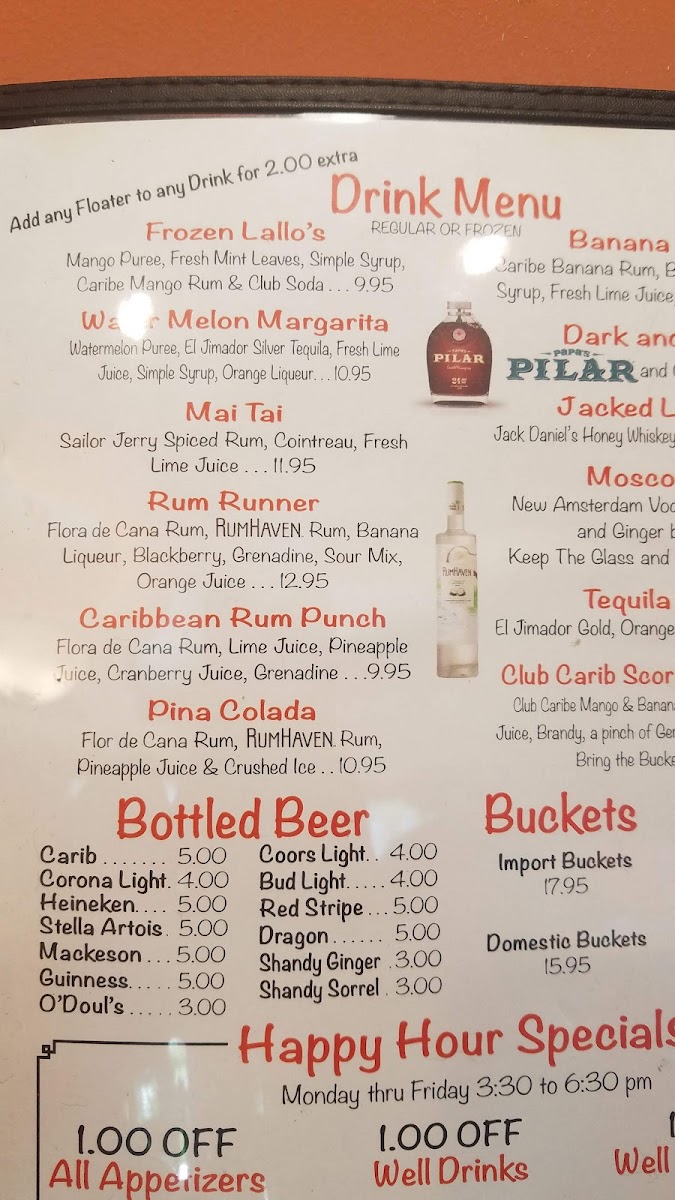 Add any Floater to any Drink for 2.00 extra
Drink Menu
REGULAR OR FROZEN
Frozen Lallo's
Mango Puree, Fresh Mint Leaves, Simple Syrup,
Caribe Mango Rum & Club Soda . . . 9.95
Water Melon Margarita
Watermelon Puree, El Jimador Silver Tequila, Fresh Lime
Juice, Simple Syrup, Orange Liqueur. . . 10.95
Mai Tai
Sailor Jerry Spiced Rum, Cointreau, Fresh
Lime Juice . . . 11.95
Rum Runner
Flora de Cana Rum, RUMHAVEN Rum, Banana
Liqueur, Blackberry, Grenadine, Sour Mix,
Orange Juice . . . 12.95
Caribbean Rum Punch
Flora de Cana Rum, Lime Juice, Pineapple
Juice, Cranberry Juice, Grenadine . . .9.95
Pina Colada
Flor de Cana Rum, RUMHAVEN Rum,
Pineapple Juice & Crushed Ice . . 10.95
PAPA'S
PILAR
RUMHAVEN
Banana
Caribe Banana Rum,
Syrup, Fresh Lime Juice
Dark and
PAPA'S
PILAR and
Jacked
Jack Daniel's Honey Whiskey
Mosco
New Amsterdam
and Ginger
Keep The Glass and
Tequila
El Jimador Gold, Orange
Club Carib
Club Caribe Mango &
Juice, Brandy, a pinch of
Bring the
Bottled Beer
Carib . . . . . . . 5.00
Corona Light. 4.00
Heineken. . . . 5.00
Stella Artois. 5.00
Mackeson . . . 5.00
Guinness. . . . . 5.00
O'Doul's . . . . . 3.00
Coors Light. . 4.00
Bud Light. . . . . 4.00
Red Stripe . . . 5.00
Dragon . . . . . . 5.00
Shandy Ginger . 3.00
Shandy Sorrel . 3.00
Buckets
Import Buckets
17.95
Domestic Buckets
15.95
Happy Hour Specials
Monday thru Friday 3:30 to 6:30 pm
1.00 OFF
All Appetizers
1.00 OFF
Well Drinks
Well